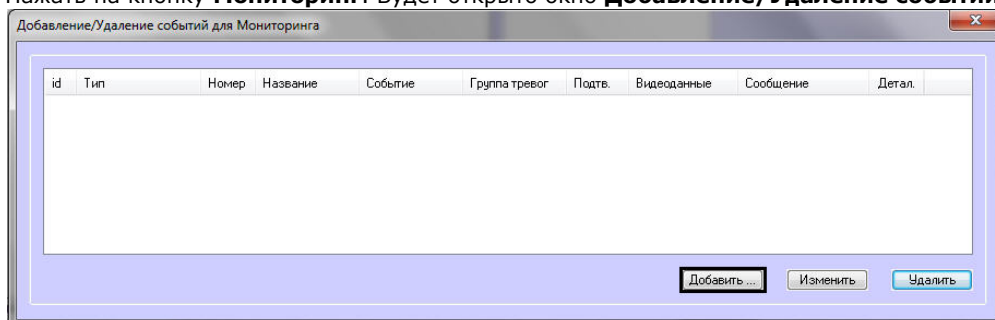 Нажать на кнопку Мониторинг. Будет открыто окно Добавление/Удаление событий
Добавление/Удаление событий для Мониторинга
id Тип Номер Название Событие Группа тревог Подтв. Видеоданные Сообщение Детал.
Добавить ... Изменить Удалить